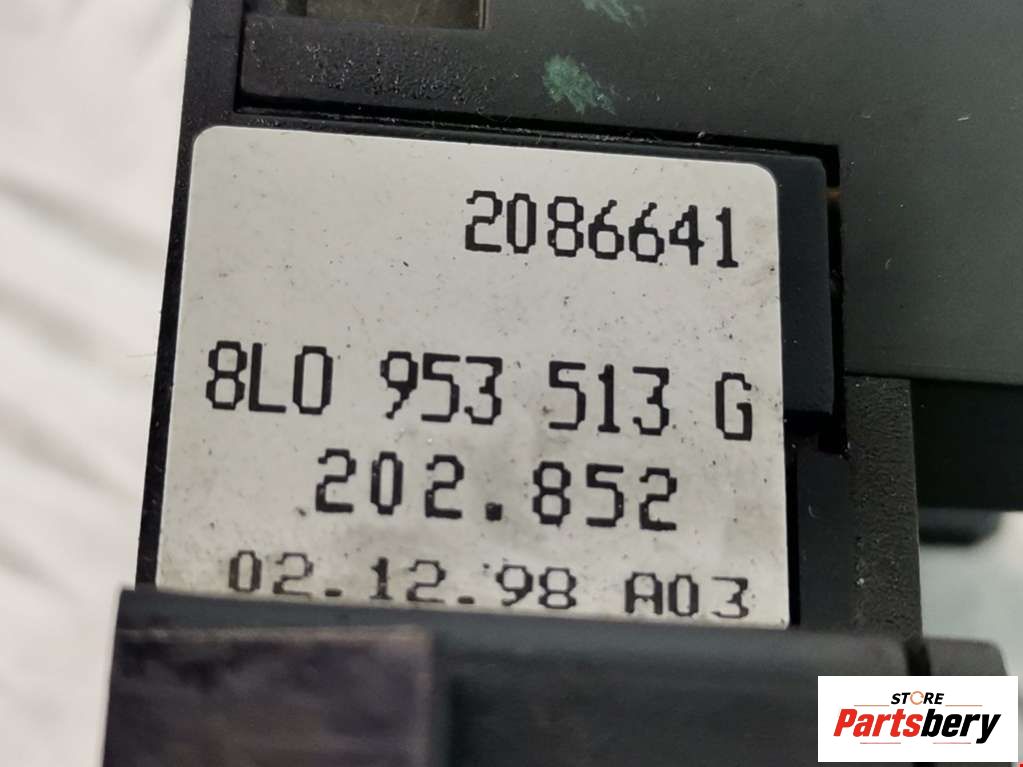 2086641
8L0 953 513 G
202.852
02.12.98 A03
STORE
Partsbery